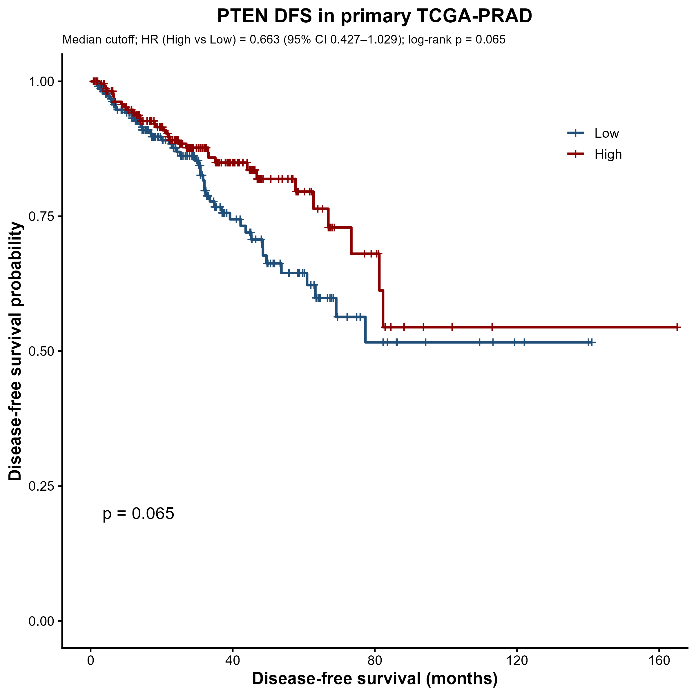 PTEN DFS in primary TCGA-PRAD
Median cutoff; HR (High vs Low) = 0.663 (95% CI 0.427–1.029); log-rank p = 0.065
1.00
0.75
0.50
0.25
0.00
Disease-free survival probability
Low
High
p = 0.065
0 40 80 120 160
Disease-free survival (months)